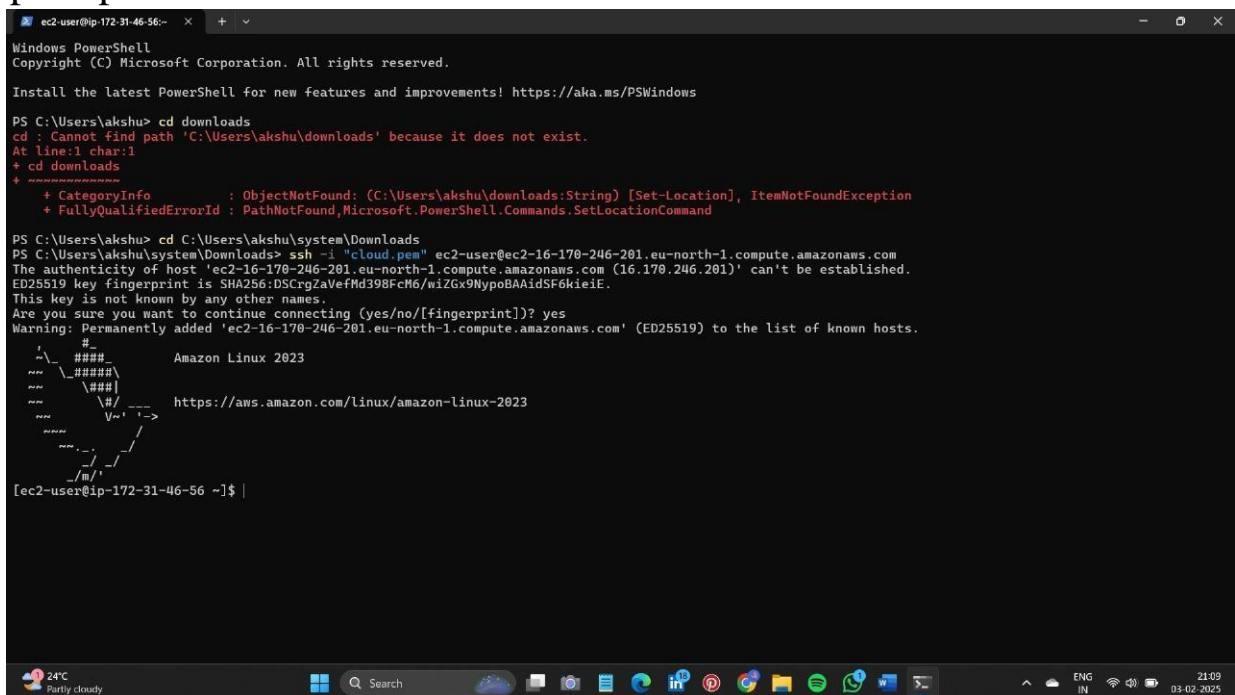 ec2-user@ip-172-31-46-56:~
Windows PowerShell
Copyright (C) Microsoft Corporation. All rights reserved.
Install the latest PowerShell for new features and improvements! https://aka.ms/PSWindows
PS C:\Users\akshu> cd downloads
cd : Cannot find path 'C:\Users\akshu\downloads' because it does not exist.
At line:1 char:1
+ cd downloads
+ ~~~~~~~~~~~~
    + CategoryInfo          : ObjectNotFound: (C:\Users\akshu\downloads:String) [Set-Location], ItemNotFoundException
    + FullyQualifiedErrorId : PathNotFound,Microsoft.PowerShell.Commands.SetLocationCommand
PS C:\Users\akshu> cd C:\Users\akshu\system\Downloads
PS C:\Users\akshu\system\Downloads> ssh -i "cloud.pem" ec2-user@ec2-16-170-246-201.eu-north-1.compute.amazonaws.com
The authenticity of host 'ec2-16-170-246-201.eu-north-1.compute.amazonaws.com (16.170.246.201)' can't be established.
ED25519 key fingerprint is SHA256:DSCrgZaVefMd398FcM6/wiZGx9NypoBAAidSF6kieiE.
This key is not known by any other names.
Are you sure you want to continue connecting (yes/no/[fingerprint])? yes
Warning: Permanently added 'ec2-16-170-246-201.eu-north-1.compute.amazonaws.com' (ED25519) to the list of known hosts.
   ,     #_
   ~\_  ####_        Amazon Linux 2023
  ~~  \_#####\
  ~~     \###|
  ~~       \#/ ___   https://aws.amazon.com/linux/amazon-linux-2023
   ~~       V~' '->
    ~~~         /
      ~~._.   _/
         _/ _/
       _/m/'
[ec2-user@ip-172-31-46-56 ~]$
24°C
Partly cloudy
Search
ENG
IN
21:09
03-02-2025